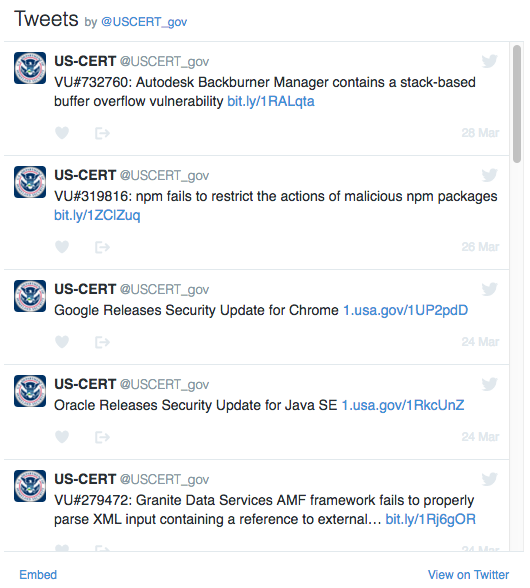 Tweets by @USCERT_gov
US-CERT @USCERT_gov
VU#732760: Autodesk Backburner Manager contains a stack-based
buffer overflow vulnerability bit.ly/1RALqta
28 Mar
US-CERT @USCERT_gov
VU#319816: npm fails to restrict the actions of malicious npm packages
bit.ly/1ZClZuq
26 Mar
US-CERT @USCERT_gov
Google Releases Security Update for Chrome 1.usa.gov/1UP2pdD
24 Mar
US-CERT @USCERT_gov
Oracle Releases Security Update for Java SE 1.usa.gov/1RkcUnZ
24 Mar
US-CERT @USCERT_gov
VU#279472: Granite Data Services AMF framework fails to properly
parse XML input containing a reference to external… bit.ly/1Rj6gOR
24 Mar
Embed View on Twitter